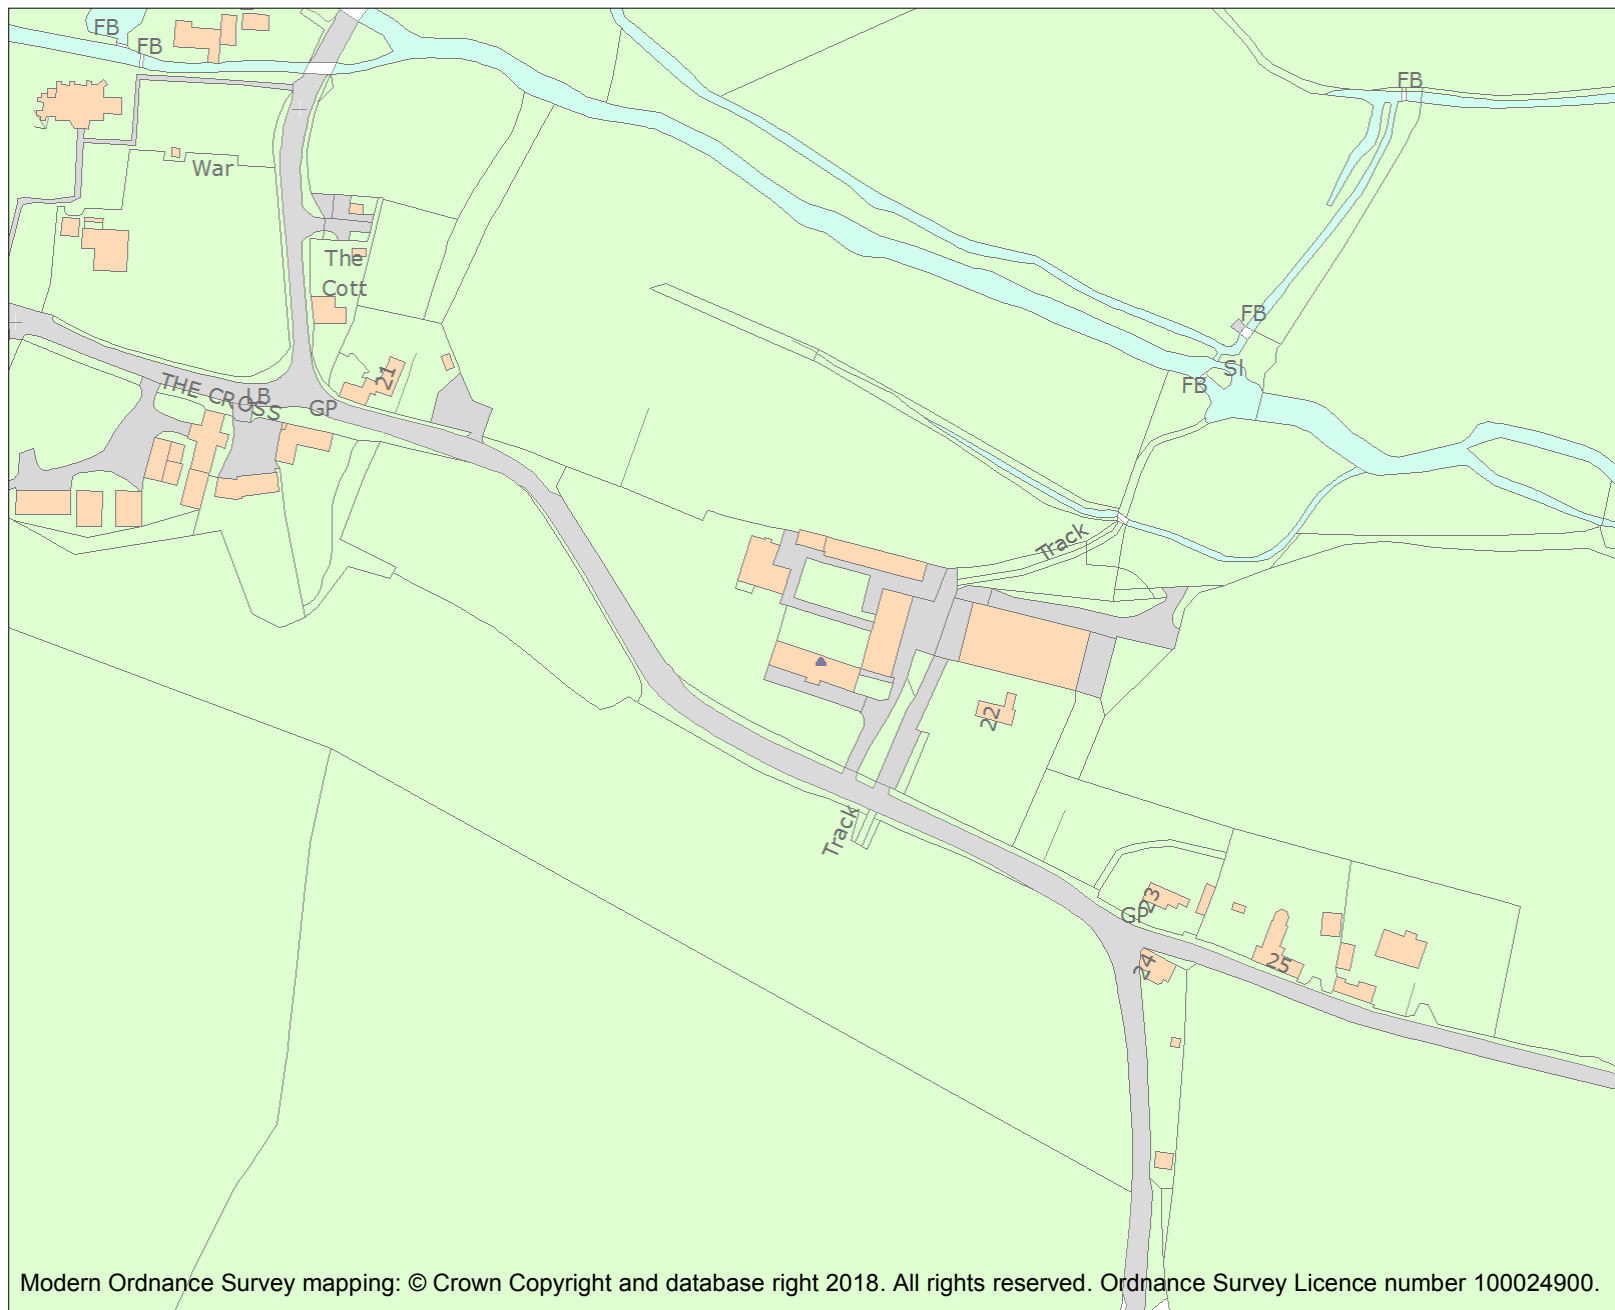 FB
FB
FB
War
The
Cott
FB
SI
FB
21
THE CROSS
LB
GP
Track
22
Track
23
GP
24
25
Modern Ordnance Survey mapping: © Crown Copyright and database right 2018. All rights reserved. Ordnance Survey Licence number 100024900.